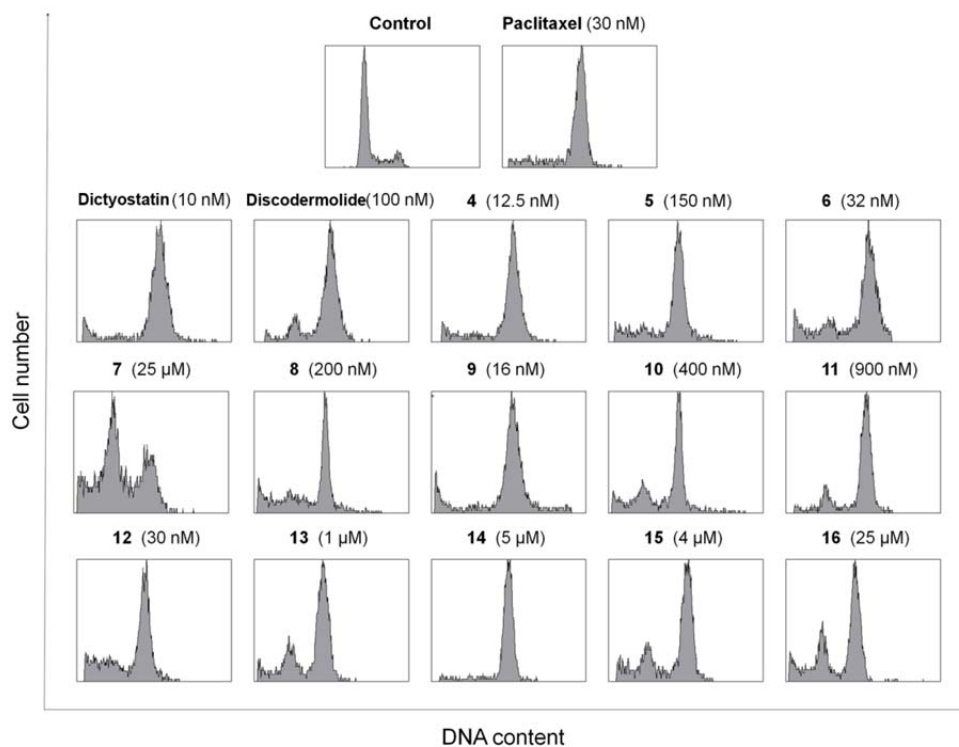 Control
Paclitaxel (30 nM)
Dictyostatin (10 nM)
Discodermolide (100 nM)
4 (12.5 nM)
5 (150 nM)
6 (32 nM)
7 (25 µM)
8 (200 nM)
9 (16 nM)
10 (400 nM)
11 (900 nM)
12 (30 nM)
13 (1 µM)
14 (5 µM)
15 (4 µM)
16 (25 µM)
Cell number
DNA content